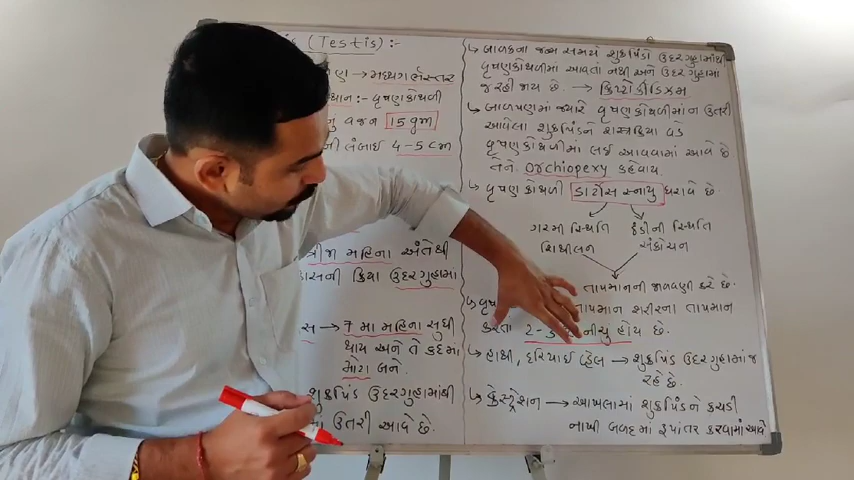 (Testis) :-
→ મધ્યગર્ભસ્તર
સ્થાન :- વૃષણકોથળી
વજન 15 gm
ની લંબાઈ 4-5 cm
ત્રીજા મહિના અંતેથી
ક્રિયા ઉદરગુહામાં
→ 7 મા મહિના સુધી
થાય અને તે કદમાં
મોટા બને.
શુક્રપિંડ ઉદરગુહામાંથી
ઉતરી આવે છે.
↳ બાળકના જન્મ સમયે શુક્રપિંડો ઉદરગુહામાંથી
વૃષણકોથળીમાં આવતાં નથી અને ઉદરગુહામાં
જ રહી જાય છે. → ક્રિપ્ટોર્કીડિઝમ
↳ બાળપણમાં જ્યારે વૃષણકોથળીમાં ન ઉતરી
આવેલા શુક્રપિંડને શસ્ત્રક્રિયા વડે
વૃષણકોથળીમાં લઈ આવવામાં આવે છે
તેને Orchiopexy કહેવાય.
↳ વૃષણ કોથળી ડાર્ટોસ સ્નાયુ ધરાવે છે.
ગરમી સ્થિતિ ઠંડીની સ્થિતિ
શિથીલન સંકોચન
તાપમાનની જાળવણી કરે છે.
↳ વૃષ તાપમાન શરીરના તાપમાન
કરતા 2- નીચુ હોય છે.
↳ હાથી, દરિયાઈ વ્હેલ → શુક્રપિંડ ઉદરગુહામાં જ
રહે છે.
↳ કેસ્ટ્રેશન → આખલામાં શુક્રપિંડને કચડી
નાખી બળદમાં રૂપાંતર કરવામાં આવે